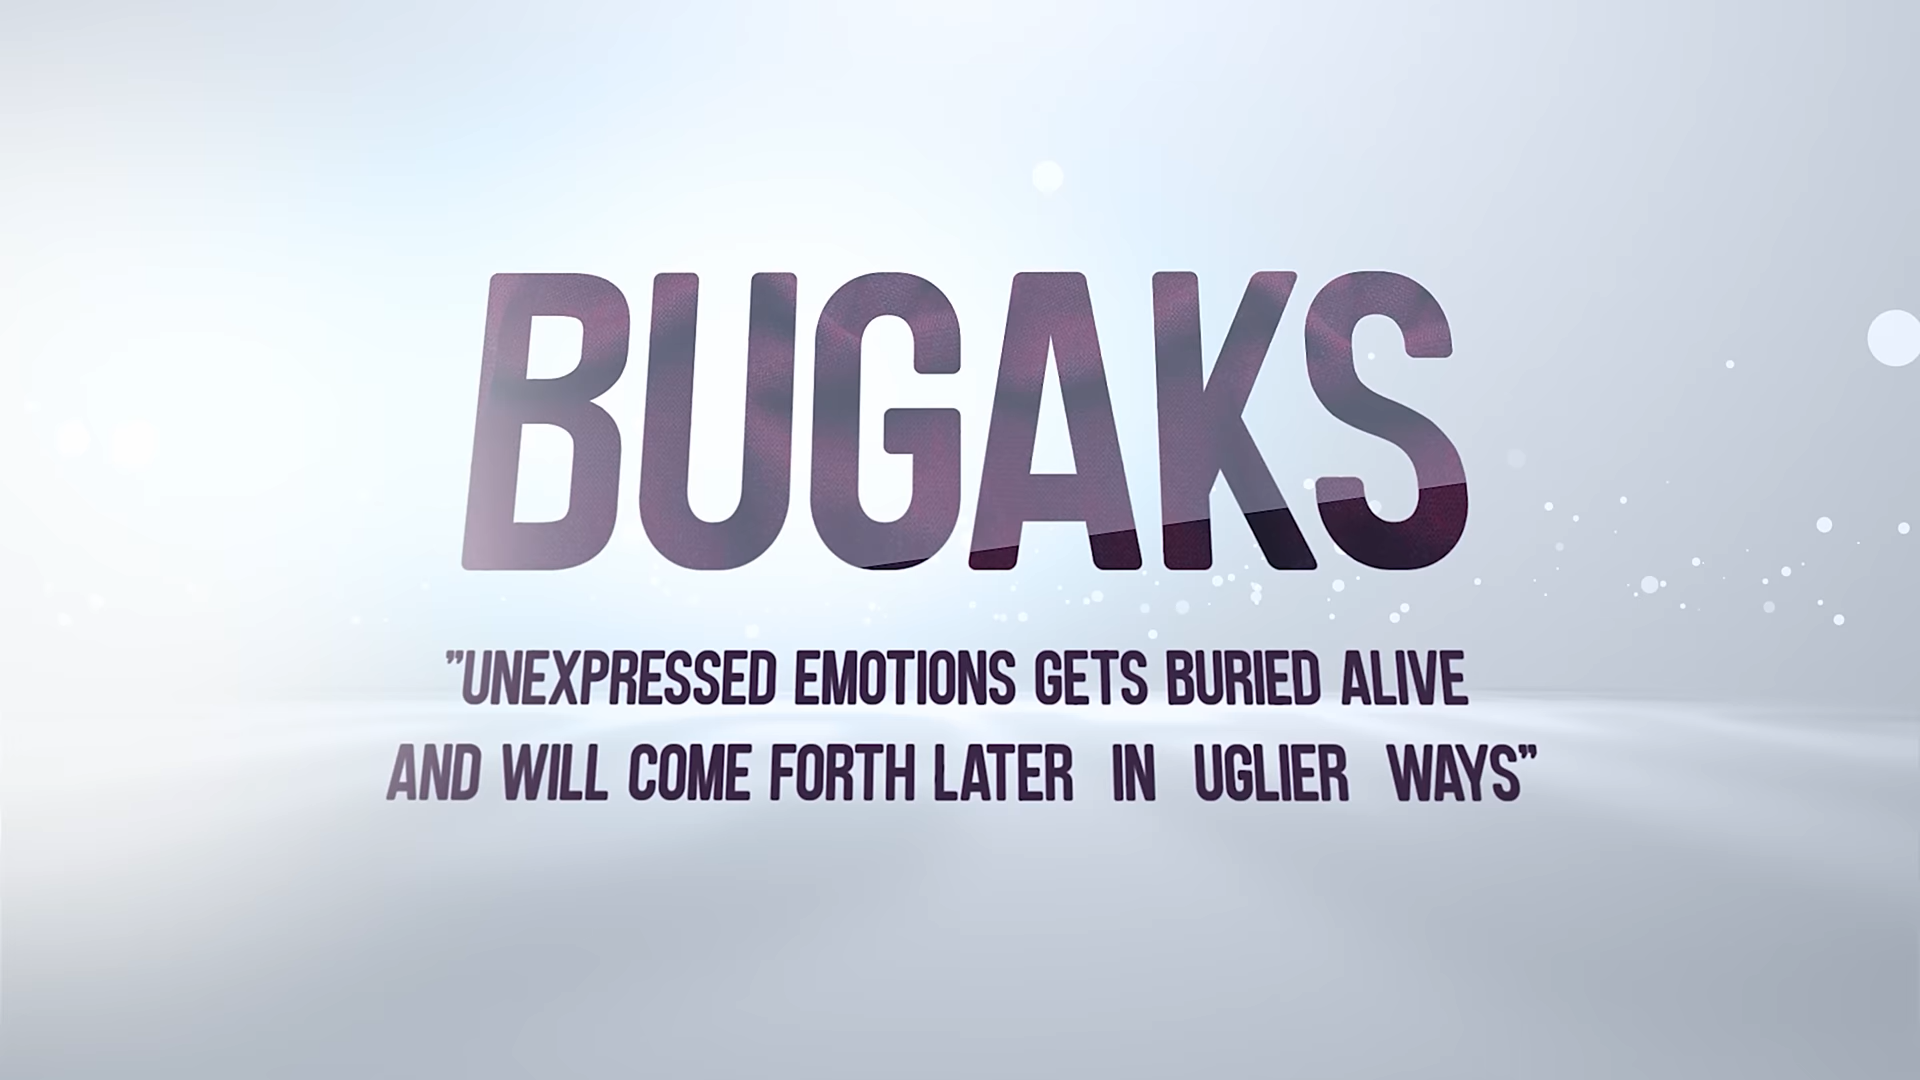 BUGAKS
”UNEXPRESSED EMOTIONS GETS BURIED ALIVE
AND WILL COME FORTH LATER IN UGLIER WAYS”